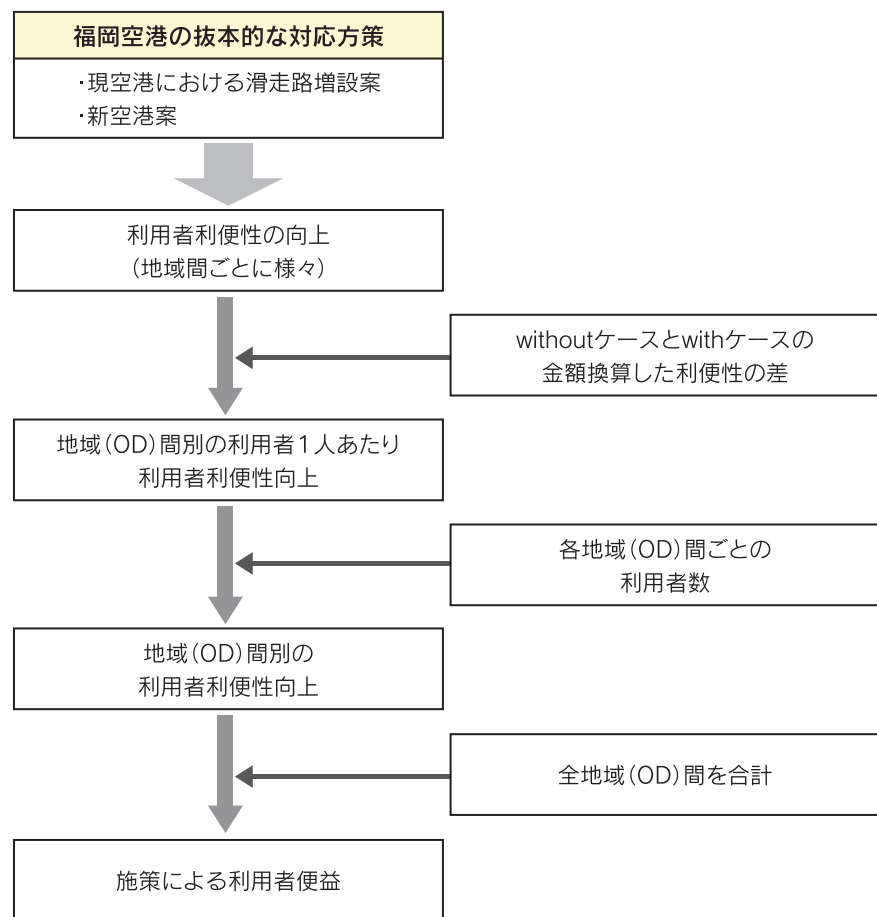 福岡空港の抜本的な対応方策
・現空港における滑走路増設案
・新空港案
利用者利便性の向上
（地域間ごとに様々）
withoutケースとwithケースの
金額換算した利便性の差
地域（OD）間別の利用者1人あたり
利用者利便性向上
各地域（OD）間ごとの
利用者数
地域（OD）間別の
利用者利便性向上
全地域（OD）間を合計
施策による利用者便益